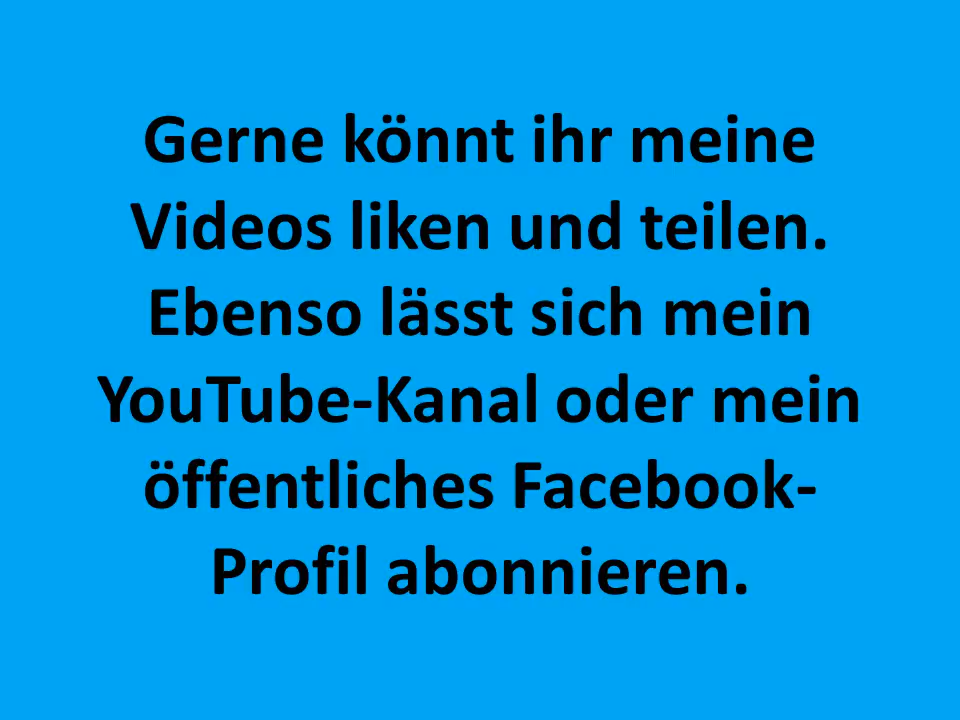 Gerne könnt ihr meine
Videos liken und teilen.
Ebenso lässt sich mein
YouTube-Kanal oder mein
öffentliches Facebook-
Profil abonnieren.